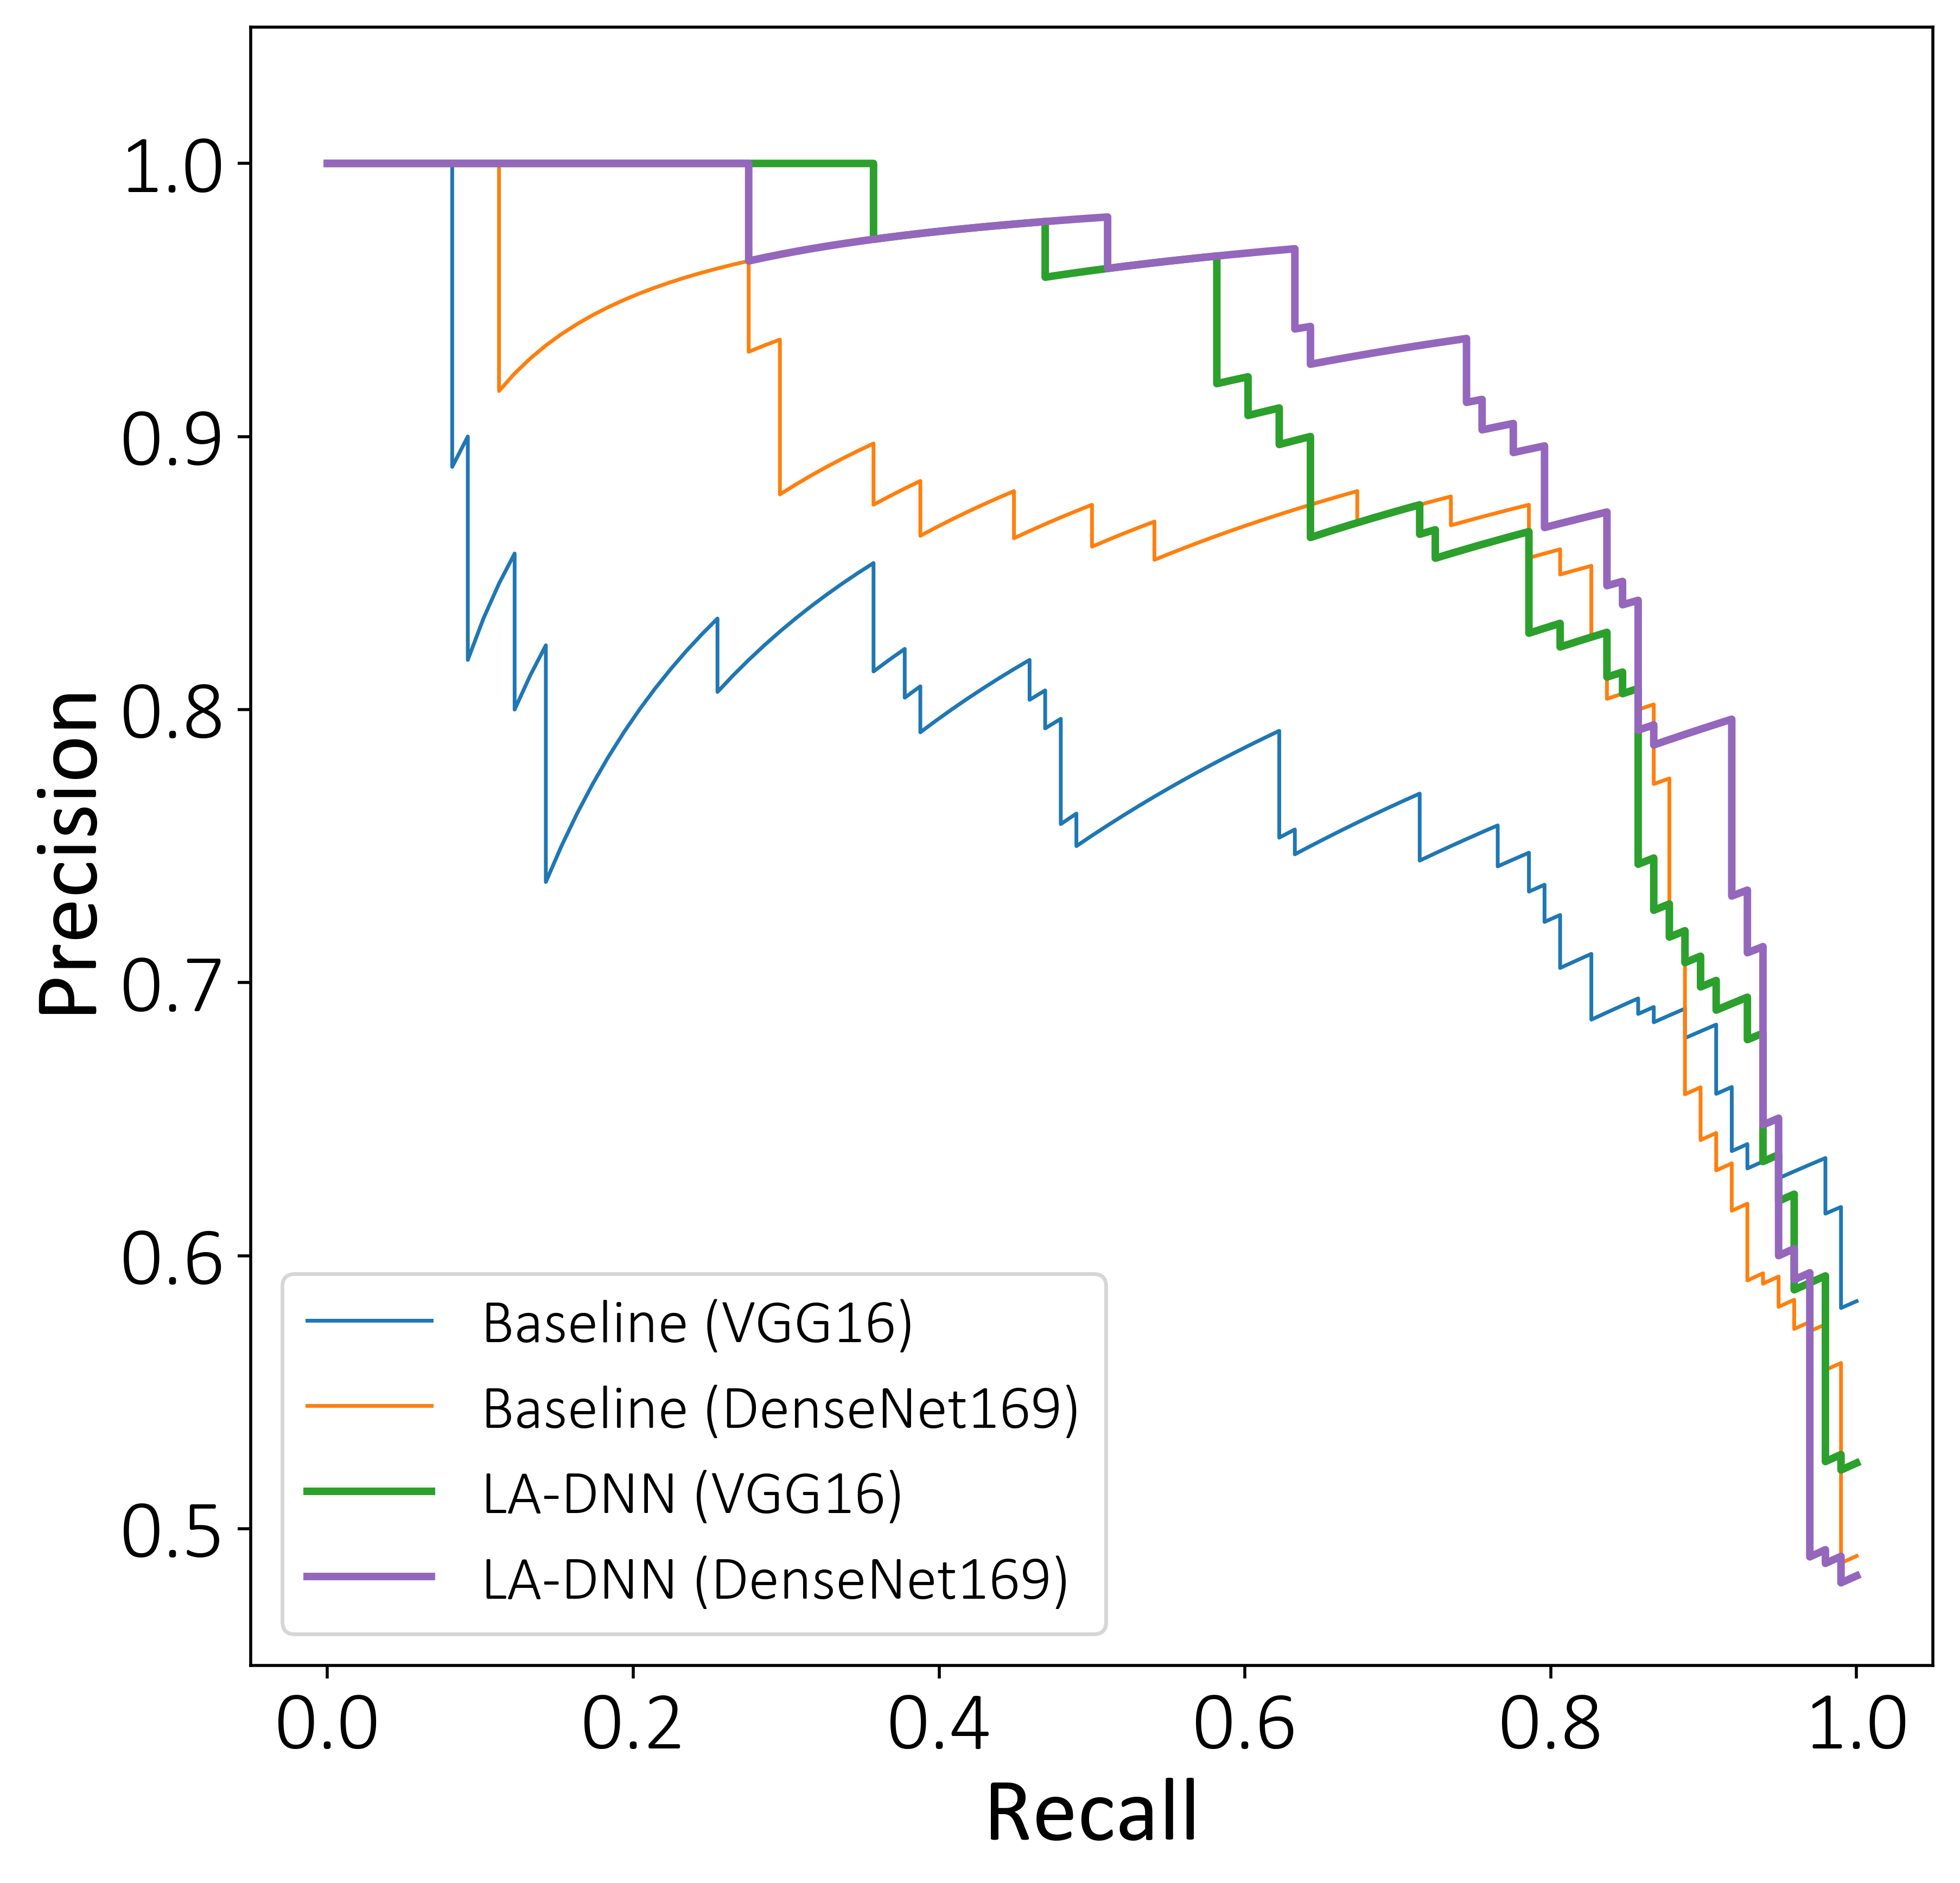 1.0
0.9
0.8
0.7
0.6
0.5
Precision
Baseline (VGG16)
Baseline (DenseNet169)
LA-DNN (VGG16)
LA-DNN (DenseNet169)
0.0 0.2 0.4 0.6 0.8 1.0
Recall